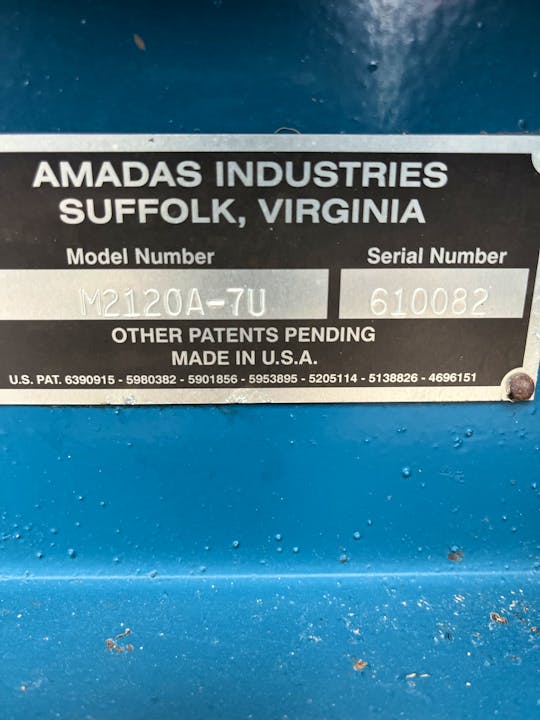 AMADAS INDUSTRIES
SUFFOLK, VIRGINIA
Model Number Serial Number
M2120A-7U 610082
OTHER PATENTS PENDING
MADE IN U.S.A.
U.S. PAT. 6390915 - 5980382 - 5901856 - 5953895 - 5205114 - 5138826 - 4696151